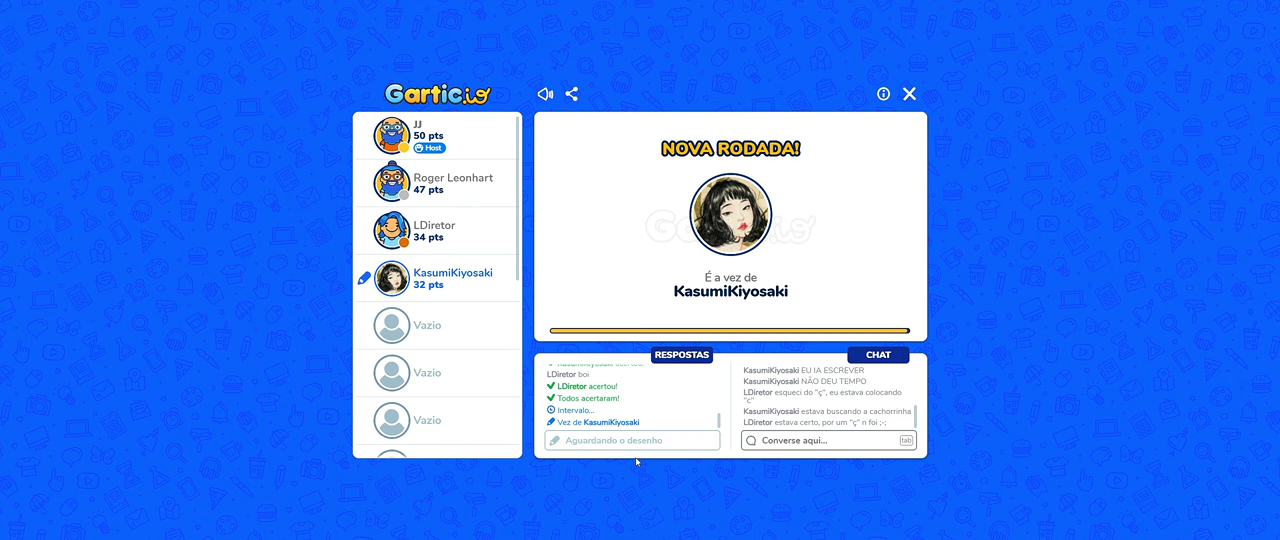 Gartic.io
JJ
50 pts
Host
Roger Leonhart
47 pts
LDiretor
34 pts
KasumiKiyosaki
32 pts
Vazio
Vazio
Vazio
NOVA RODADA!
É a vez de
KasumiKiyosaki
RESPOSTAS
LDiretor boi
LDiretor acertou!
Todos acertaram!
Intervalo...
Vez de KasumiKiyosaki
Aguardando o desenho
CHAT
KasumiKiyosaki EU IA ESCREVER
KasumiKiyosaki NÃO DEU TEMPO
LDiretor esqueci do "ç", eu estava colocando
"c"
KasumiKiyosaki estava buscando a cachorrinha
LDiretor estava certo, por um "ç" n foi ;-;
Converse aqui...
tab